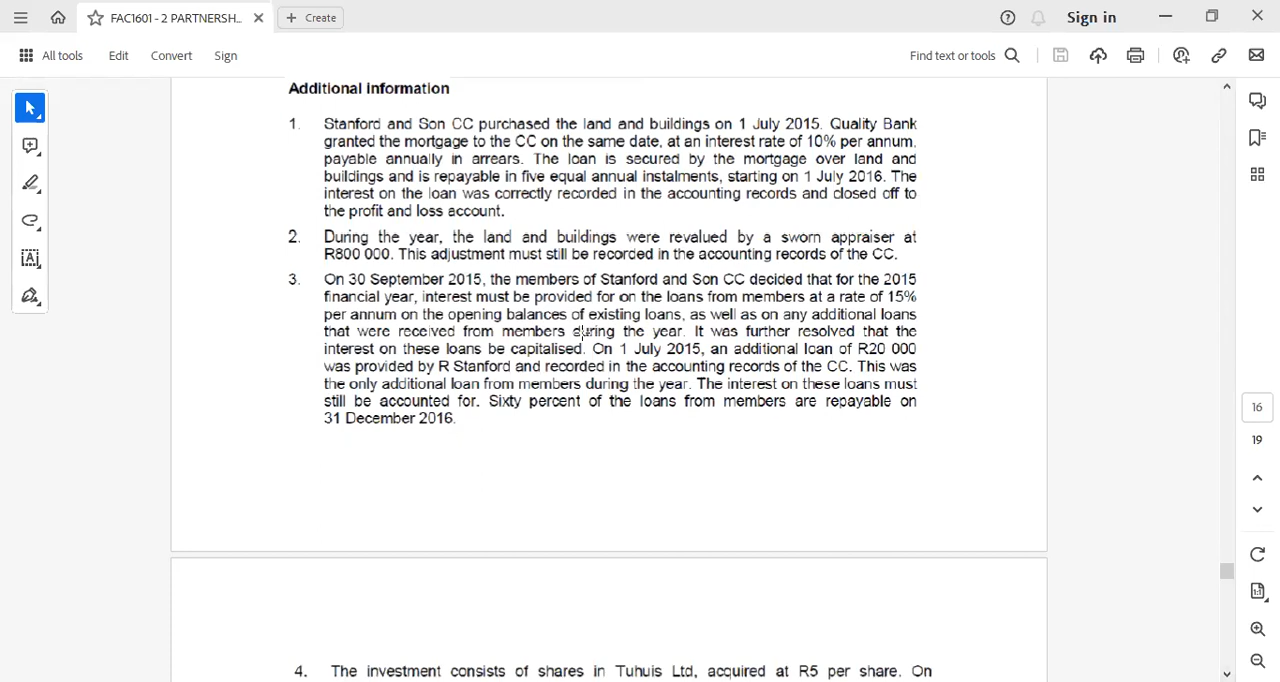 FAC1601 - 2 PARTNERSH...
Create
Sign in
All tools
Edit
Convert
Sign
Find text or tools
Additional information
1. Stanford and Son CC purchased the land and buildings on 1 July 2015. Quality Bank
granted the mortgage to the CC on the same date, at an interest rate of 10% per annum,
payable annually in arrears. The loan is secured by the mortgage over land and
buildings and is repayable in five equal annual instalments, starting on 1 July 2016. The
interest on the loan was correctly recorded in the accounting records and closed off to
the profit and loss account.
2. During the year, the land and buildings were revalued by a sworn appraiser at
R800 000. This adjustment must still be recorded in the accounting records of the CC.
3. On 30 September 2015, the members of Stanford and Son CC decided that for the 2015
financial year, interest must be provided for on the loans from members at a rate of 15%
per annum on the opening balances of existing loans, as well as on any additional loans
that were received from members during the year. It was further resolved that the
interest on these loans be capitalised. On 1 July 2015, an additional loan of R20 000
was provided by R Stanford and recorded in the accounting records of the CC. This was
the only additional loan from members during the year. The interest on these loans must
still be accounted for. Sixty percent of the loans from members are repayable on
31 December 2016.
16
19
4. The investment consists of shares in Tuhuis Ltd, acquired at R5 per share. On